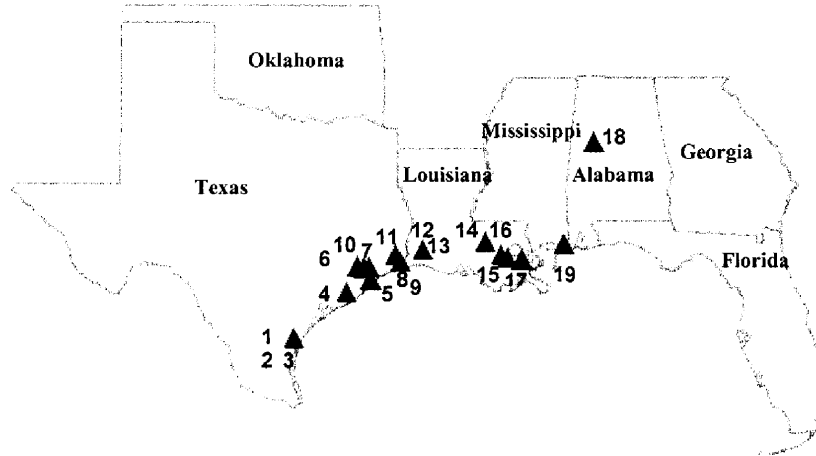 Oklahoma
Mississippi
18
Georgia
Texas
Louisiana
Alabama
10 7 11 12 13 14 16
6
8
15 17 19
Florida
4 5 9
1
2 3